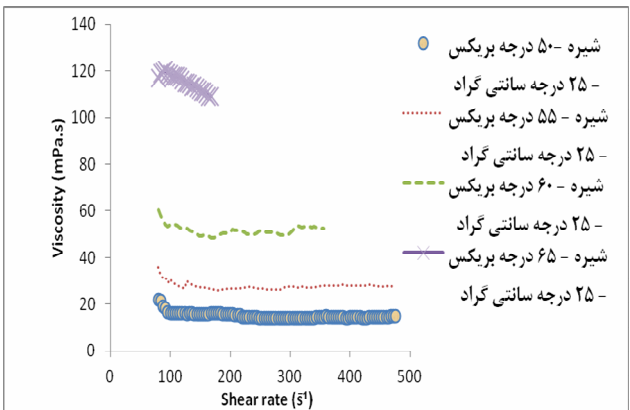 Viscosity (mPa.s)
140
120
100
80
60
40
20
0
0 100 200 300 400 500
Shear rate (s̄¹)
شیره -۵۰ درجه بریکس
- ۲۵ درجه سانتی گراد
شیره - ۵۵ درجه بریکس
- ۲۵ درجه سانتی گراد
شیره - ۶۰ درجه بریکس
- ۲۵ درجه سانتی گراد
شیره - ۶۵ درجه بریکس
- ۲۵ درجه سانتی گراد